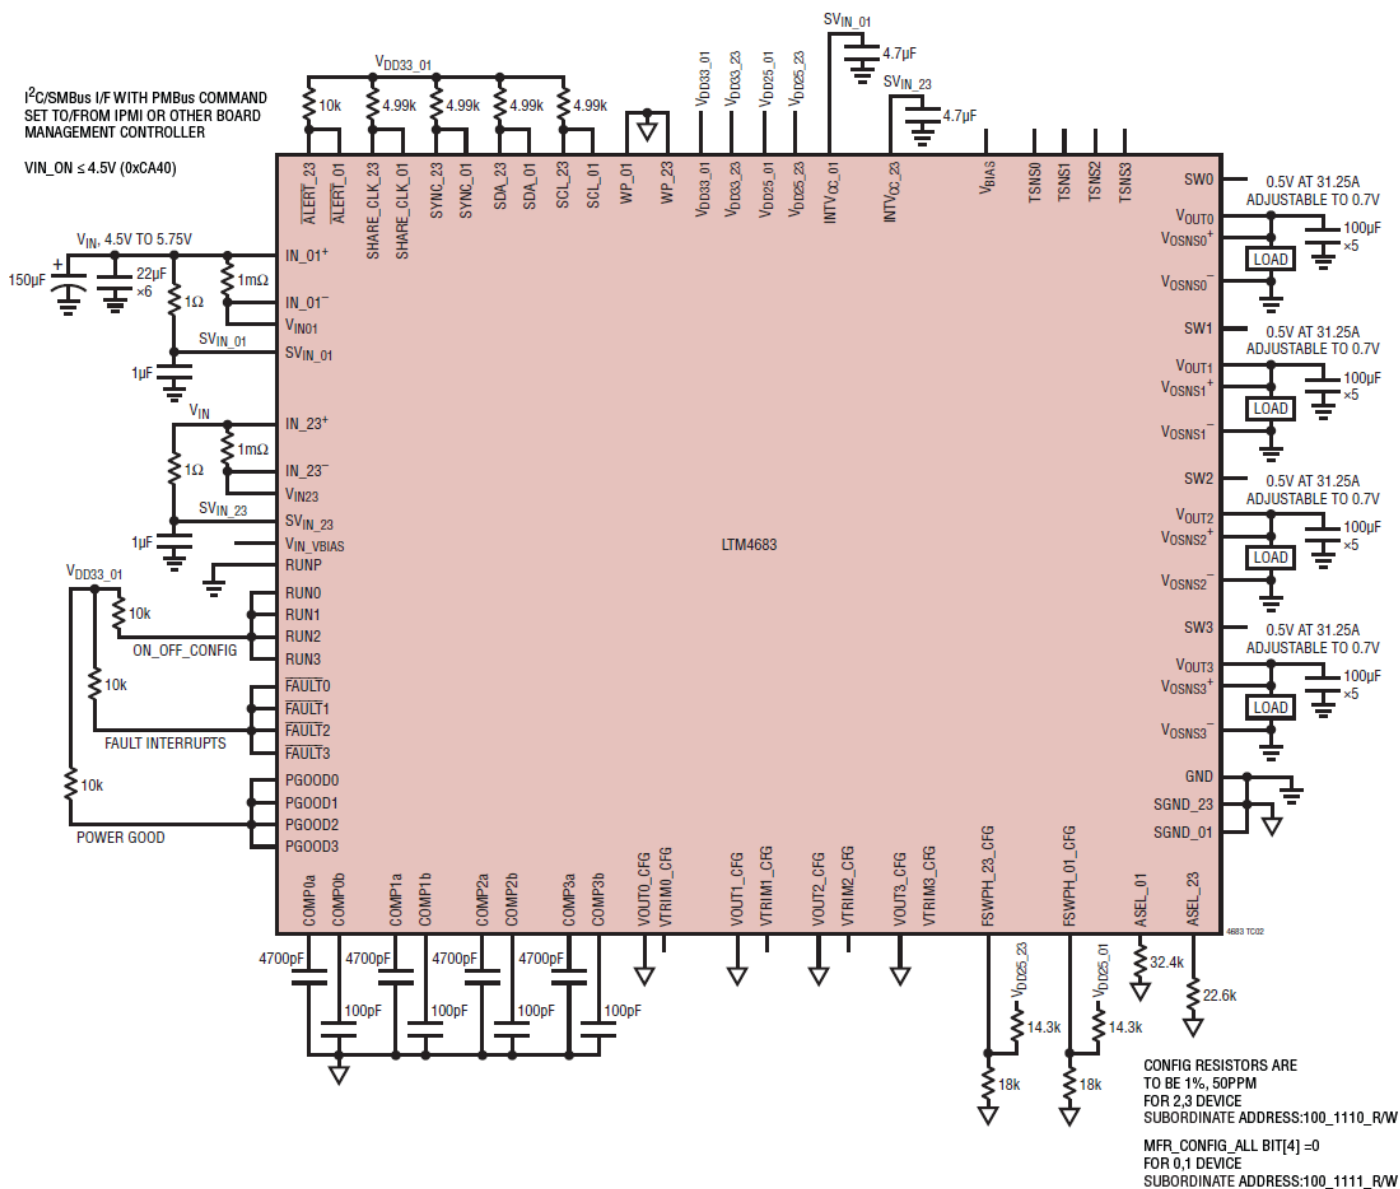 SVIN_01
4.7µF
SVIN_23
4.7µF
VDD33_01
VDD33_23
VDD25_01
VDD25_23
VDD33_01
I2C/SMBus I/F WITH PMBus COMMAND
SET TO/FROM IPMI OR OTHER BOARD
MANAGEMENT CONTROLLER
VIN_ON ≤ 4.5V (0xCA40)
10k
4.99k
4.99k
4.99k
4.99k
ALERT_23
ALERT_01
SHARE_CLK_23
SHARE_CLK_01
SYNC_23
SYNC_01
SDA_23
SDA_01
SCL_23
SCL_01
WP_01
WP_23
VDD33_01
VDD33_23
VDD25_01
VDD25_23
INTVCC_01
INTVCC_23
VBIAS
TSNS0
TSNS1
TSNS2
TSNS3
VIN, 4.5V TO 5.75V
150µF
+
22µF
×6
1Ω
1mΩ
SVIN_01
1µF
IN_01+
IN_01−
VIN01
SVIN_01
VIN
1Ω
1mΩ
SVIN_23
1µF
IN_23+
IN_23−
VIN23
SVIN_23
VIN_VBIAS
RUNP
VDD33_01
10k
ON_OFF_CONFIG
RUN0
RUN1
RUN2
RUN3
10k
FAULT INTERRUPTS
FAULT0
FAULT1
FAULT2
FAULT3
10k
POWER GOOD
PGOOD0
PGOOD1
PGOOD2
PGOOD3
LTM4683
SW0
0.5V AT 31.25A
ADJUSTABLE TO 0.7V
VOUT0
VOSNS0+
VOSNS0−
LOAD
100µF
×5
SW1
0.5V AT 31.25A
ADJUSTABLE TO 0.7V
VOUT1
VOSNS1+
VOSNS1−
LOAD
100µF
×5
SW2
0.5V AT 31.25A
ADJUSTABLE TO 0.7V
VOUT2
VOSNS2+
VOSNS2−
LOAD
100µF
×5
SW3
0.5V AT 31.25A
ADJUSTABLE TO 0.7V
VOUT3
VOSNS3+
VOSNS3−
LOAD
100µF
×5
GND
SGND_23
SGND_01
COMP0a
COMP0b
COMP1a
COMP1b
COMP2a
COMP2b
COMP3a
COMP3b
VOUT0_CFG
VTRIM0_CFG
VOUT1_CFG
VTRIM1_CFG
VOUT2_CFG
VTRIM2_CFG
VOUT3_CFG
VTRIM3_CFG
FSWPH_23_CFG
FSWPH_01_CFG
ASEL_01
ASEL_23
4683 TC02
4700pF
4700pF
4700pF
4700pF
100pF
100pF
100pF
100pF
VDD25_23
14.3k
18k
VDD25_01
14.3k
18k
32.4k
22.6k
CONFIG RESISTORS ARE
TO BE 1%, 50PPM
FOR 2,3 DEVICE
SUBORDINATE ADDRESS:100_1110_R/W
MFR_CONFIG_ALL BIT[4] =0
FOR 0,1 DEVICE
SUBORDINATE ADDRESS:100_1111_R/W